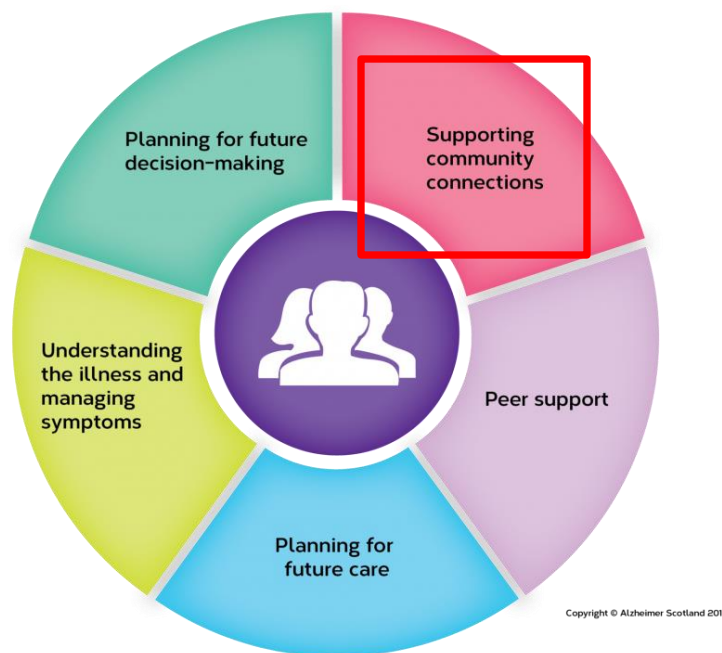 Planning for future
decision-making
Supporting
community
connections
Understanding
the illness and
managing
symptoms
Peer support
Planning for
future care
Copyright © Alzheimer Scotland 201